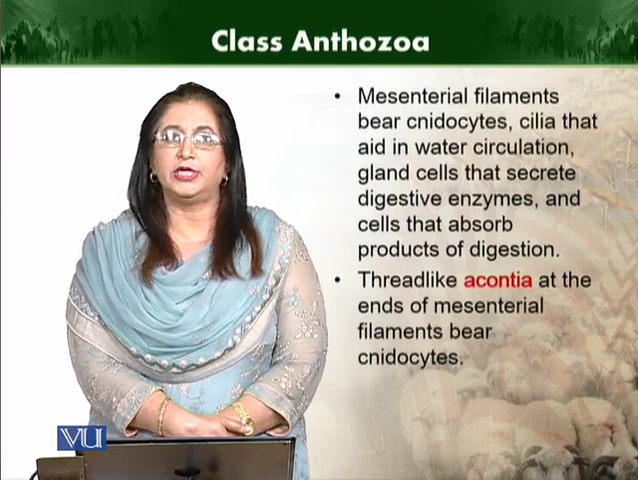 Class Anthozoa
• Mesenterial filaments
bear cnidocytes, cilia that
aid in water circulation,
gland cells that secrete
digestive enzymes, and
cells that absorb
products of digestion.
• Threadlike acontia at the
ends of mesenterial
filaments bear
cnidocytes.
VU